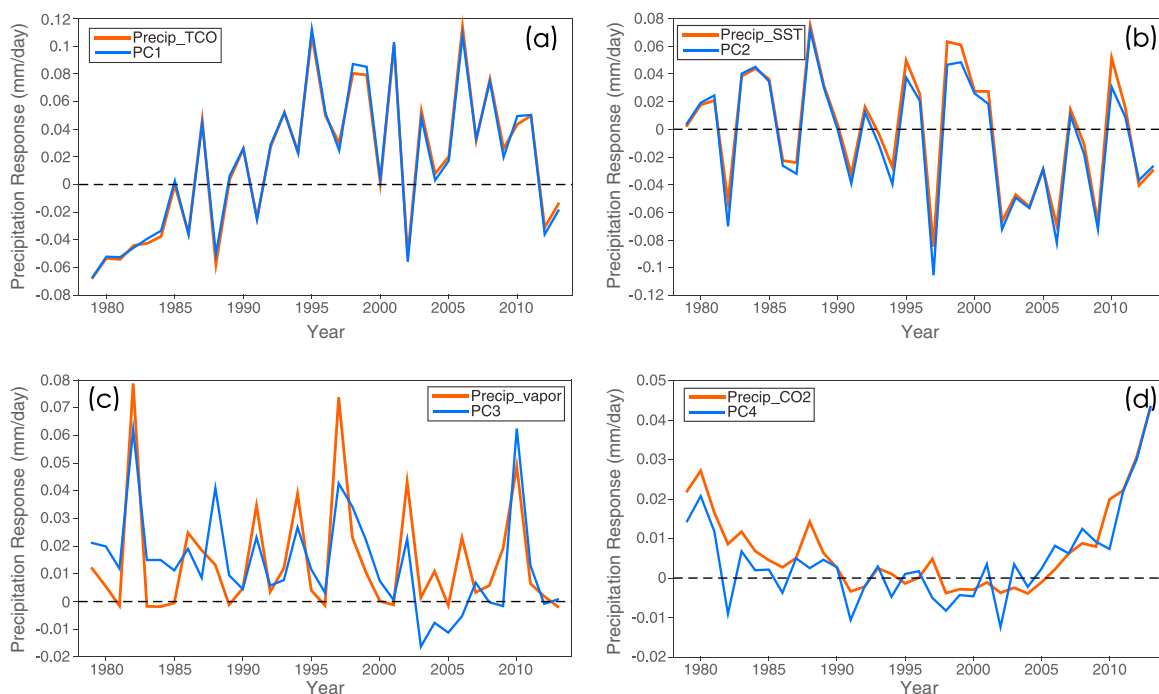 (a)
Precip_TCO
PC1
Precipitation Response (mm/day)
0.12
0.1
0.08
0.06
0.04
0.02
0
-0.02
-0.04
-0.06
-0.08
1980 1985 1990 1995 2000 2005 2010
Year
(b)
Precip_SST
PC2
Precipitation Response (mm/day)
0.08
0.06
0.04
0.02
0
-0.02
-0.04
-0.06
-0.08
-0.1
-0.12
1980 1985 1990 1995 2000 2005 2010
Year
(c)
Precip_vapor
PC3
Precipitation Response (mm/day)
0.08
0.07
0.06
0.05
0.04
0.03
0.02
0.01
0
-0.01
-0.02
1980 1985 1990 1995 2000 2005 2010
Year
(d)
Precip_CO2
PC4
Precipitation Response (mm/day)
0.05
0.04
0.03
0.02
0.01
0
-0.01
-0.02
1980 1985 1990 1995 2000 2005 2010
Year